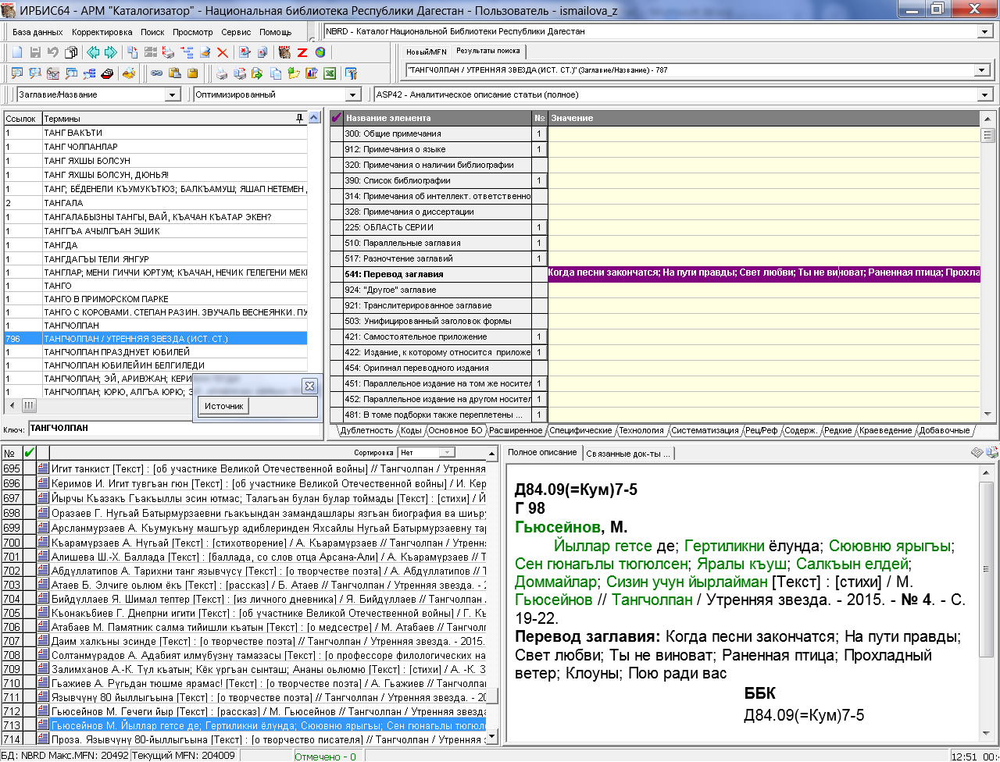 ИРБИС64 - АРМ "Каталогизатор" - Национальная библиотека Республики Дагестан - Пользователь - ismailova_z
База данных Корректировка Поиск Просмотр Сервис Помощь
NBRD - Каталог Национальной Библиотеки Республики Дагестан
Новый/MFN Результаты поиска
"ТАНГЧОЛПАН / УТРЕННЯЯ ЗВЕЗДА (ИСТ. СТ.)" (Заглавие/Название) - 787
Заглавие/Название Оптимизированный ASP42 - Аналитическое описание статьи (полное)
Ссылок Термины
1 ТАНГ ВАКЪТИ
1 ТАНГ ЧОЛПАНЛАР
1 ТАНГ ЯХШЫ БОЛСУН
1 ТАНГ ЯХШЫ БОЛСУН, ДЮНЬЯ!
1 ТАНГ; БЁДЕНЕЛИ КЪУМУКЪТЮЗ; БАЛКЪАМУШ; ЯШАП НЕТЕМЕН
2 ТАНГАЛА
1 ТАНГАЛАБЫЗНЫ ТАНГЫ, ВАЙ, КЪАЧАН КЪАТАР ЭКЕН?
1 ТАНГГЪА АЧЫЛГЪАН ЭШИК
1 ТАНГДА
1 ТАНГДАГЪЫ ТЕЛИ ЯНГУР
1 ТАНГЛАР; МЕНИ ГИЧЧИ ЮРТУМ; КЪАЧАН, НЕЧИК ГЕЛЕГЕНИ МЕК
1 ТАНГО
1 ТАНГО В ПРИМОРСКОМ ПАРКЕ
1 ТАНГО С КОРОВАМИ. СТЕПАН РАЗИН. ЗВУЧАЛЬ ВЕСНЕЯНКИ. ПУ
1 ТАНГЧОЛПАН
796 ТАНГЧОЛПАН / УТРЕННЯЯ ЗВЕЗДА (ИСТ. СТ.)
1 ТАНГЧОЛПАН ПРАЗДНУЕТ ЮБИЛЕЙ
1 ТАНГЧОЛПАН ЮБИЛЕЙИН БЕЛГИЛЕДИ
1 ТАНГЧОЛПАН; ЭЙ, АРИВЖАН; КЕРИ
1 ТАНГЧОЛПАН; ЮРЮ, АЛГЪА ЮРЮ; Э
Источник
Ключ: ТАНГЧОЛПАН
Название элемента № Значение
300: Общие примечания 1
912: Примечания о языке 1
320: Примечания о наличии библиографии
390: Список библиографии 1
314: Примечания об интеллект. ответственно
328: Примечания о диссертации
225: ОБЛАСТЬ СЕРИИ 1
510: Параллельные заглавия 1
517: Разночтение заглавий 1
541: Перевод заглавия Когда песни закончатся; На пути правды; Свет любви; Ты не виноват; Раненная птица; Прохла
924: "Другое" заглавие
921: Транслитерированное заглавие
503: Унифицированный заголовок формы
421: Самостоятельное приложение 1
422: Издание, к которому относится приложе 1
454: Оригинал переводного издания
451: Параллельное издание на том же носител 1
452: Параллельное издание на другом носител 1
481: В томе подборки также переплетены ... 1
Дублетность Коды Основное БО Расширенное Специфические Технология Систематизация Рец/Реф Содерж. Редкие Краеведение Добавочные
№ Сортировка Нет
695 Игит танкист [Текст] : [об участнике Великой Отечественной войны] // Тангчолпан / Утренняя
696 Керимов И. Игит тувгъан гюн [Текст] : [об участнике Великой Отечественной войны] / И. Кер
697 Йырчы Къазакъ Гъакъыллы эсин ютмас; Талагъан булан булар тоймады [Текст] : [стихи] / Й
698 Оразаев Г. Нугьай Батырмурзаевни гьакъындан замандашлары язгъан биография ва шиъру
699 Арсланмурзаев А. Къумукъну машгьур адиблеринден Яхсайлы Нугьай Батырмурзаевну тар
700 Къарамурзаев А. Нугьай [Текст] : [стихотворение] / А. Къарамурзаев // Тангчолпан / Утренн
701 Алишева Ш.-Х. Баллада [Текст] : [баллада, со слов отца Арсана-Али] / А. Къарамурзаев // Т
702 Абдуллатипов А. Тарихни танг язывчусу [Текст] : [о творчестве поэта] / А. Абдуллатипов // Т
703 Атаев Б. Элчиге оьлюм ёкъ [Текст] : [рассказ] / Б. Атаев // Тангчолпан / Утренняя звезда. - 2
704 Бийдуллаев Я. Шимал тептер [Текст] : [из личного дневника] / Я. Бийдуллаев // Тангчолпан
705 Къонакъбиев Г. Днепрни игити [Текст] : [об участнике Великой Отечественной войны] / Г. Къ
706 Атабаев М. Памятник салма тийишли къатын [Текст] : [о медсестре] / М. Атабаев // Тангчол
707 Даим халкъны эсинде [Текст] : [о творчестве поэта] // Тангчолпан / Утренняя звезда. - 2015.
708 Солтанмурадов А. Адабият илмубузну тамазасы [Текст] : [о профессоре филологических на
709 Залимханов А.-К. Тул къатын; Кёк ургъан сынташ; Ананы оьлюмю [Текст] : [стихи] / А. -К. З
710 Гьажиев А. Ругьдан тюшме ярамас! [Текст] : [о творчестве поэта] / А. Гьажиев // Тангчолпан
711 Язывчуну 80 йыллыгъына [Текст] : [о творчестве поэта] // Тангчолпан / Утренняя звезда. - 20
712 Гьюсейнов М. Гечеги йыр [Текст] : [рассказ] / М. Гьюсейнов // Тангчолпан / Утренняя звезда
713 Гьюсейнов М. Йыллар гетсе де; Гертиликни ёлунда; Сюювню ярыгъы; Сен гюнагьлы тюгюл
714 Проза. Язывчуну 80-йыллыгъына [Текст] : [о творчество писателя] // Тангчолпан / Утренняя
Полное описание Связанные док-ты ...
Д84.09(=Кум)7-5
Г 98
Гьюсейнов, М.
Йыллар гетсе де; Гертиликни ёлунда; Сюювню ярыгъы;
Сен гюнагьлы тюгюлсен; Яралы къуш; Салкъын елдей;
Доммайлар; Сизин учун йырлайман [Текст] : [стихи] / М.
Гьюсейнов // Тангчолпан / Утренняя звезда. - 2015. - № 4. - С.
19-22.
Перевод заглавия: Когда песни закончатся; На пути правды;
Свет любви; Ты не виноват; Раненная птица; Прохладный
ветер; Клоуны; Пою ради вас
ББК
Д84.09(=Кум)7-5
БД: NBRD Макс.MFN: 20492 Текущий MFN: 204009 Отмечено - 0 12:51 00: